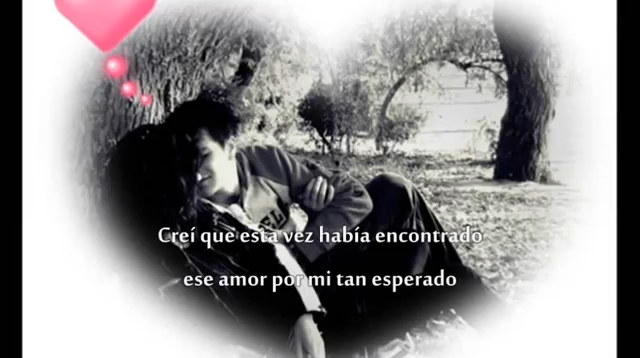 Creí que esta vez había encontrado
ese amor por mi tan esperado